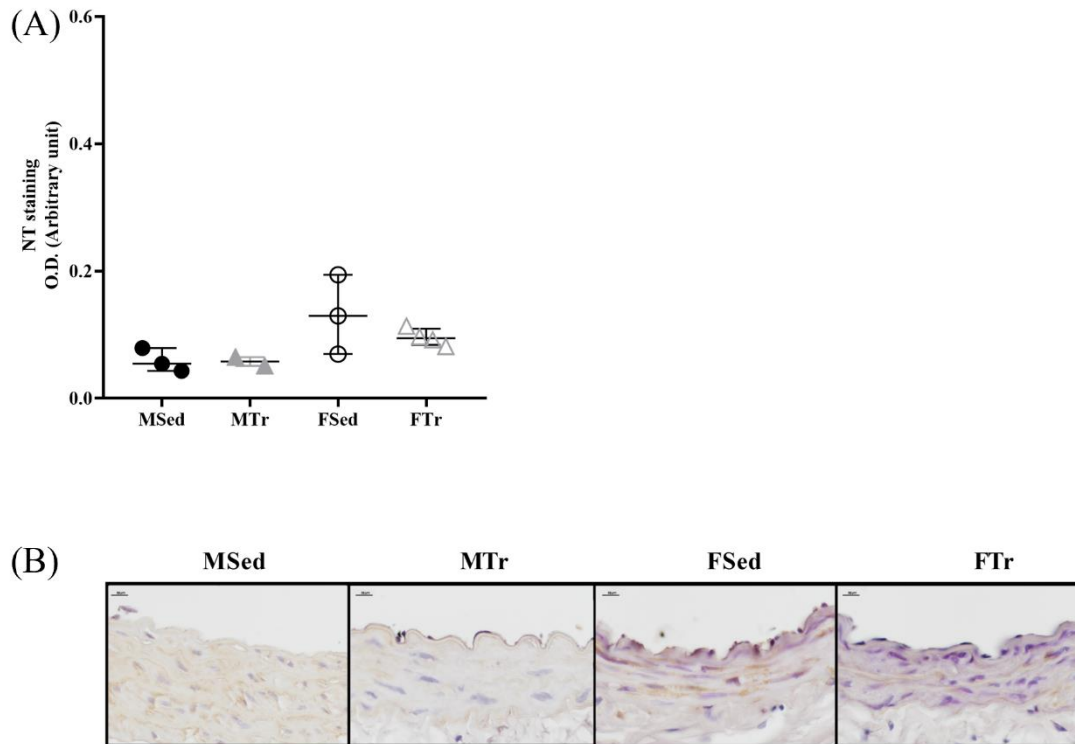 (A)
0.6
0.4
0.2
0.0
NT staining
O.D. (Arbitrary unit)
MSed MTr FSed FTr
(B)
MSed MTr FSed FTr